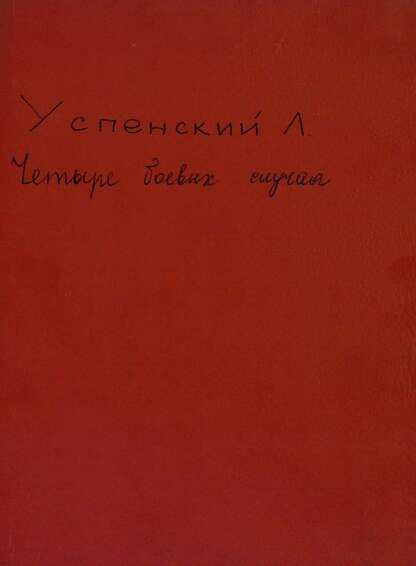 Успенский Л.
Четыре боевых случая